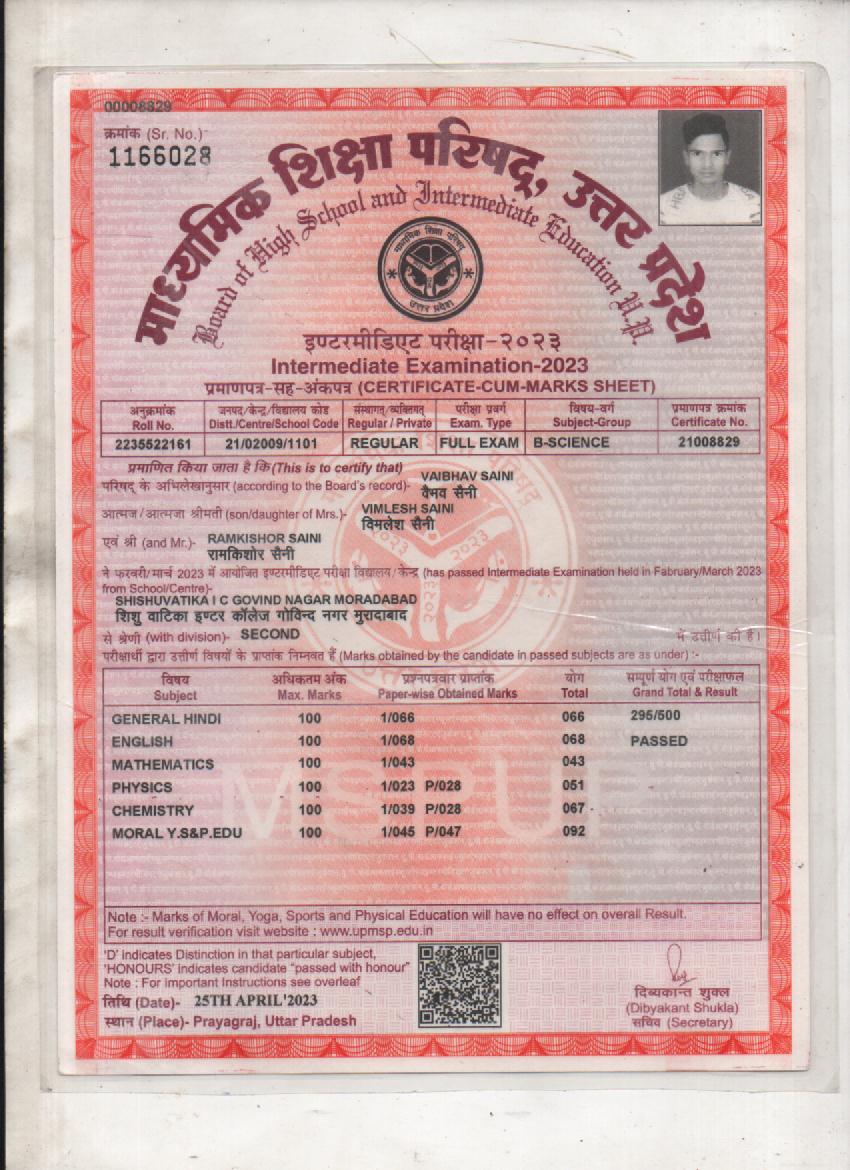 00008829
क्रमांक (Sr. No.)-
1166028
माध्यमिक शिक्षा परिषद्, उत्तर प्रदेश
Board of High School and Intermediate Education U.P.
माध्यमिक शिक्षा परिषद्
उत्तर प्रदेश
इण्टरमीडिएट परीक्षा-२०२३
Intermediate Examination-2023
प्रमाणपत्र-सह-अंकपत्र (CERTIFICATE-CUM-MARKS SHEET)
अनुक्रमांक जनपद/केन्द्र/विद्यालय कोड संस्थागत/व्यक्तिगत परीक्षा प्रवर्ग विषय-वर्ग प्रमाणपत्र क्रमांक
Roll No. Distt./Centre/School Code Regular / Private Exam. Type Subject-Group Certificate No.
2235522161 21/02009/1101 REGULAR FULL EXAM B-SCIENCE 21008829
प्रमाणित किया जाता है कि (This is to certify that)
VAIBHAV SAINI
परिषद् के अभिलेखानुसार (according to the Board's record)- वैभव सैनी
VIMLESH SAINI
आत्मज/आत्मजा श्रीमती (son/daughter of Mrs.)- विमलेश सैनी
एवं श्री (and Mr.)- RAMKISHOR SAINI
रामकिशोर सैनी
ने फरवरी/मार्च 2023 में आयोजित इण्टरमीडिएट परीक्षा विद्यालय/केन्द्र (has passed Intermediate Examination held in Fabruary/March 2023
from School/Centre)-
SHISHUVATIKA I C GOVIND NAGAR MORADABAD
शिशु वाटिका इण्टर कॉलेज गोविन्द नगर मुरादाबाद
से श्रेणी (with division)- SECOND में उत्तीर्ण की है।
परीक्षार्थी द्वारा उत्तीर्ण विषयों के प्राप्तांक निम्नवत हैं (Marks obtained by the candidate in passed subjects are as under) :-
विषय अधिकतम अंक प्रश्नपत्रवार प्राप्तांक योग सम्पूर्ण योग एवं परीक्षाफल
Subject Max. Marks Paper-wise Obtained Marks Total Grand Total & Result
GENERAL HINDI 100 1/066 066 295/500
ENGLISH 100 1/068 068 PASSED
MATHEMATICS 100 1/043 043
PHYSICS 100 1/023 P/028 051
CHEMISTRY 100 1/039 P/028 067
MORAL Y.S&P.EDU 100 1/045 P/047 092
MSPUP
Note :- Marks of Moral, Yoga, Sports and Physical Education will have no effect on overall Result.
For result verification visit website : www.upmsp.edu.in
'D' indicates Distinction in that particular subject,
'HONOURS' indicates candidate "passed with honour"
Note : For important Instructions see overleaf
तिथि (Date)- 25TH APRIL'2023
स्थान (Place)- Prayagraj, Uttar Pradesh
दिब्यकान्त शुक्ल
(Dibyakant Shukla)
सचिव (Secretary)